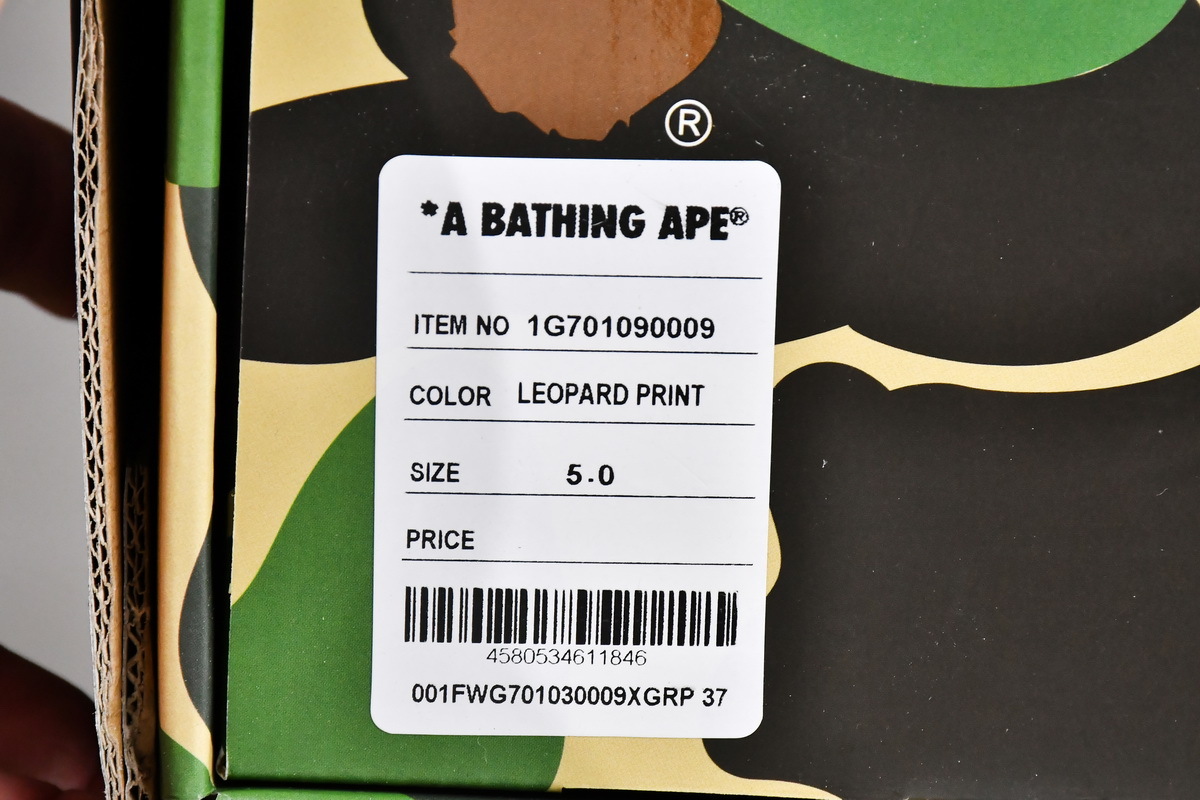 ®
*A BATHING APE®
ITEM NO 1G701090009
COLOR LEOPARD PRINT
SIZE 5.0
PRICE
4580534611846
001FWG701030009XGRP 37